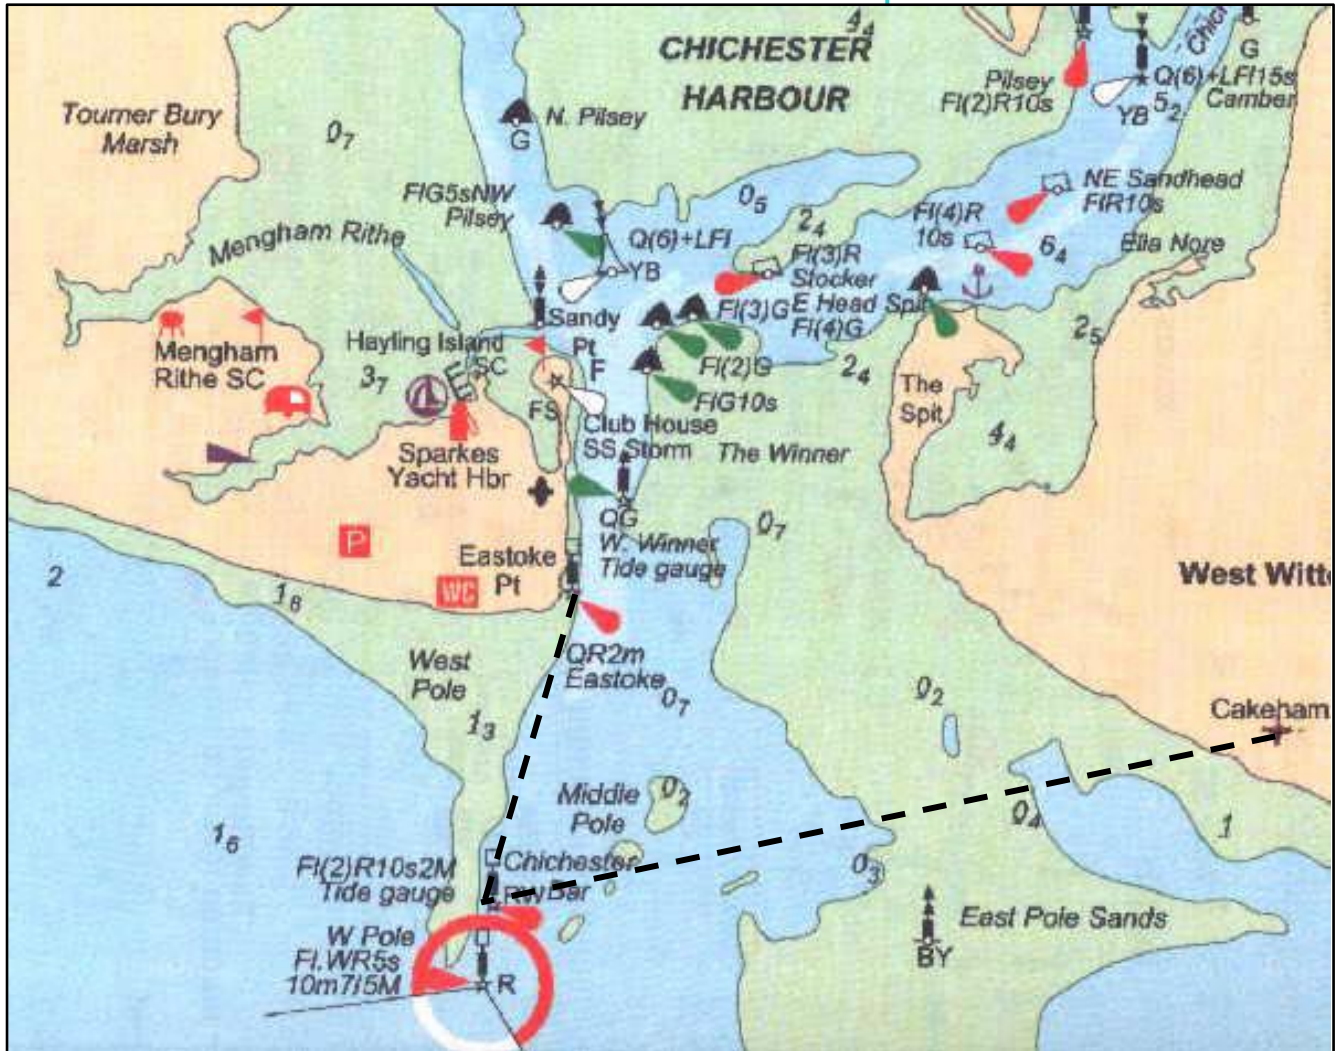 4₄
CHICHESTER
HARBOUR
Chic
G
Pilsey
Fl(2)R10s
Q(6)+LFl15s
5₂ Camber
YB
Tourner Bury
Marsh
0₇
N. Pilsey
G
FlG5sNW
Pilsey
0₅
NE Sandhead
FlR10s
2₄
Fl(4)R
10s
6₄
Ella Nore
Mengham Rithe
Q(6)+LFl
YB
Fl(3)R
Stocker
E Head Spit
Fl(4)G
Fl(3)G
Sandy
Pt
F
2₅
Mengham
Rithe SC
Hayling Island
SC
3₇
Fl(2)G
FlG10s
2₄
The
Spit
FS
Club House
SS Storm
The Winner
4₄
Sparkes
Yacht Hbr
QG
W. Winner
Tide gauge
0₇
P
Eastoke
Pt
WC
2
1₈
West Witt
QR2m
Eastoke
0₇
West
Pole
1₃
0₂
Cakeham
Middle
Pole
0₂
0₄
1
1₆
Fl(2)R10s2M
Tide gauge
Chichester
RW Bar
0₃
W Pole
Fl.WR5s
10m7/5M
R
East Pole Sands
BY